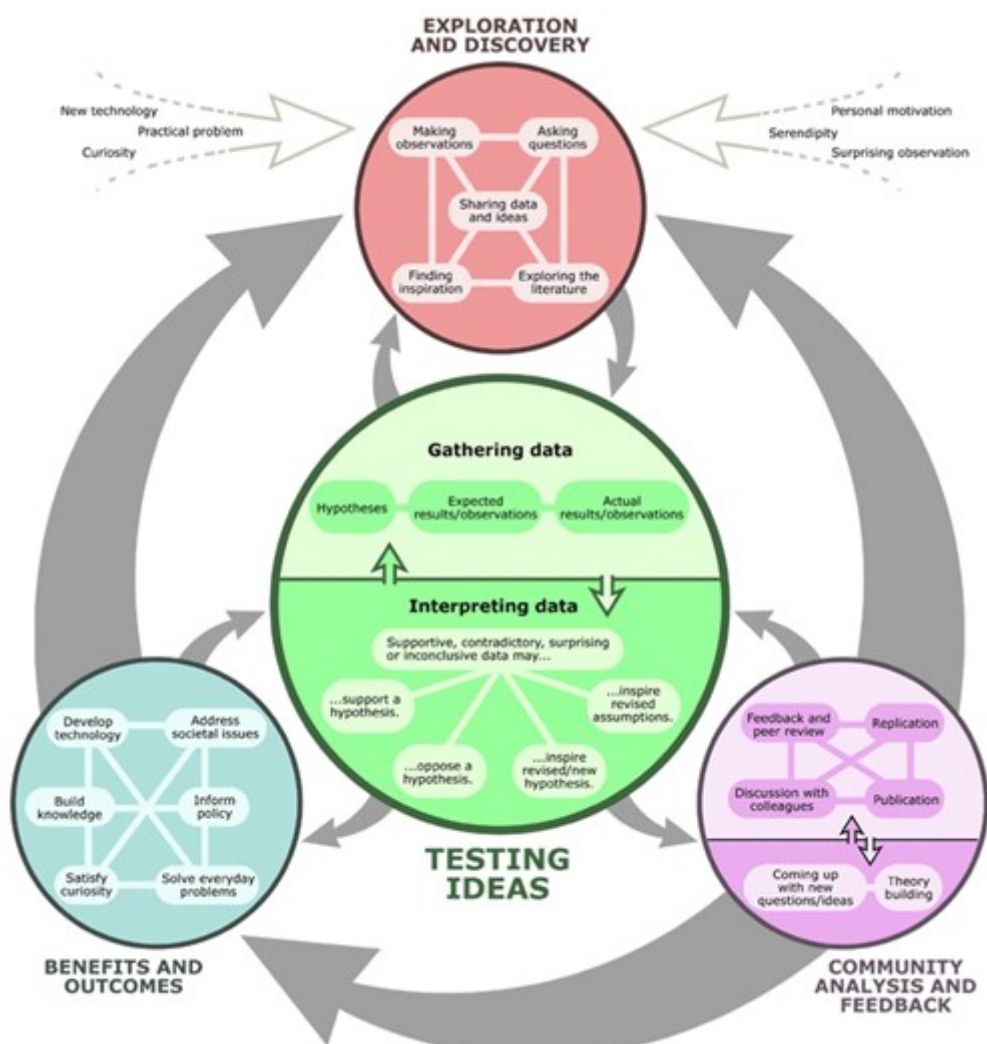 EXPLORATION
AND DISCOVERY
New technology
Practical problem
Curiosity
Personal motivation
Serendipity
Surprising observation
Making
observations
Asking
questions
Sharing data
and ideas
Finding
inspiration
Exploring the
literature
Gathering data
Hypotheses
Expected
results/observations
Actual
results/observations
Interpreting data
Supportive, contradictory, surprising
or inconclusive data may...
...support a
hypothesis.
...inspire
revised
assumptions.
...oppose a
hypothesis.
...inspire
revised/new
hypothesis.
TESTING
IDEAS
Develop
technology
Address
societal issues
Build
knowledge
Inform
policy
Satisfy
curiosity
Solve everyday
problems
BENEFITS AND
OUTCOMES
Feedback and
peer review
Replication
Discussion with
colleagues
Publication
Coming up
with new
questions/ideas
Theory
building
COMMUNITY
ANALYSIS AND
FEEDBACK